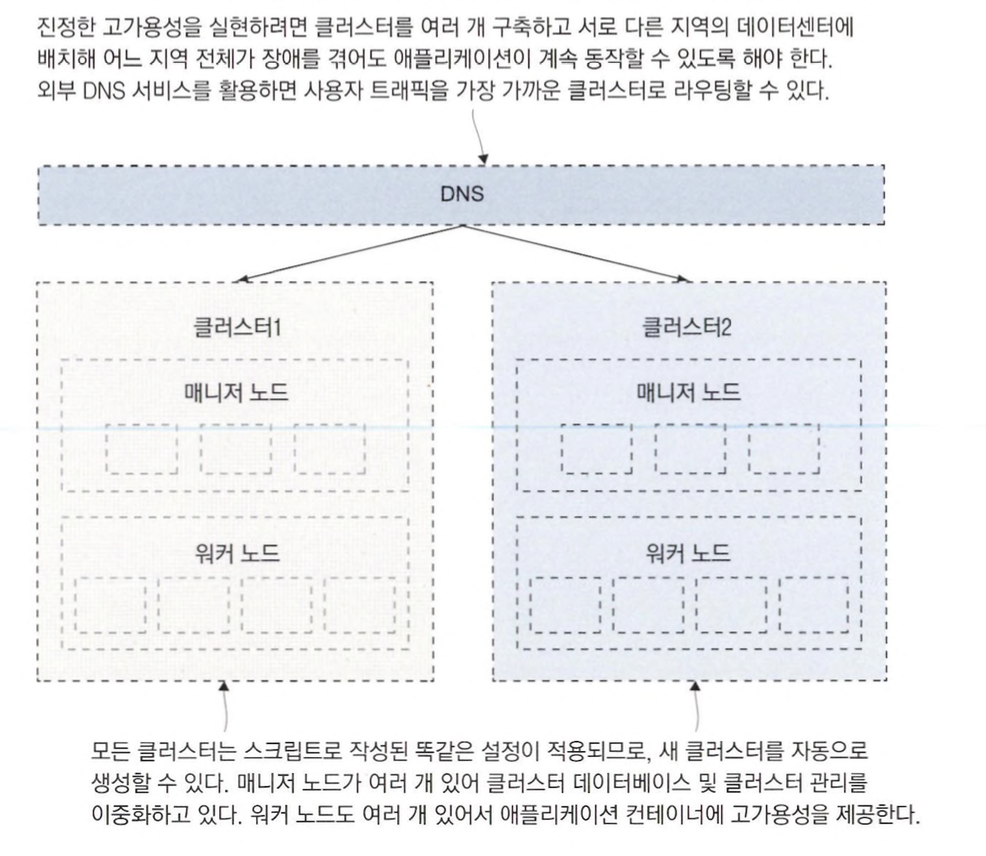 진정한 고가용성을 실현하려면 클러스터를 여러 개 구축하고 서로 다른 지역의 데이터센터에
배치해 어느 지역 전체가 장애를 겪어도 애플리케이션이 계속 동작할 수 있도록 해야 한다.
외부 DNS 서비스를 활용하면 사용자 트래픽을 가장 가까운 클러스터로 라우팅할 수 있다.
DNS
클러스터1
매니저 노드
워커 노드
클러스터2
매니저 노드
워커 노드
모든 클러스터는 스크립트로 작성된 똑같은 설정이 적용되므로, 새 클러스터를 자동으로
생성할 수 있다. 매니저 노드가 여러 개 있어 클러스터 데이터베이스 및 클러스터 관리를
이중화하고 있다. 워커 노드도 여러 개 있어서 애플리케이션 컨테이너에 고가용성을 제공한다.